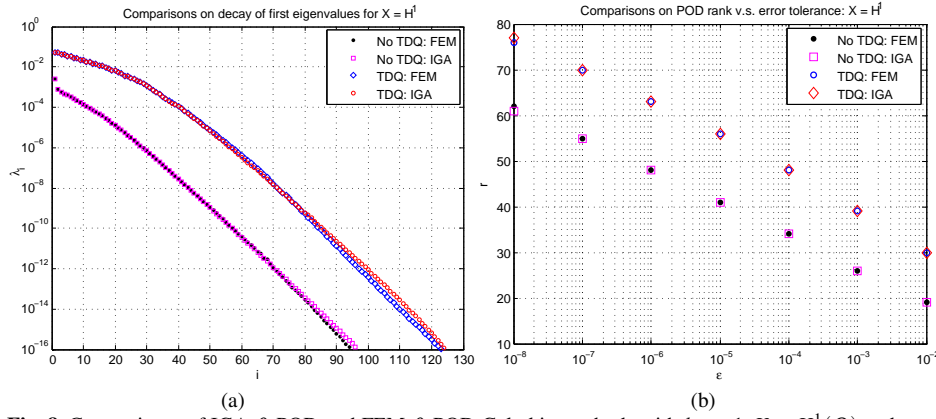 Comparisons on decay of first eigenvalues for X = H¹
10⁰
10⁻²
10⁻⁴
10⁻⁶
10⁻⁸
10⁻¹⁰
10⁻¹²
10⁻¹⁴
10⁻¹⁶
λᵢ
No TDQ: FEM
No TDQ: IGA
TDQ: FEM
TDQ: IGA
0 10 20 30 40 50 60 70 80 90 100 110 120 130
i
(a)
Comparisons on POD rank v.s. error tolerance: X = H¹
80
70
60
50
40
30
20
10
r
No TDQ: FEM
No TDQ: IGA
TDQ: FEM
TDQ: IGA
10⁻⁸ 10⁻⁷ 10⁻⁶ 10⁻⁵ 10⁻⁴ 10⁻³ 10⁻²
ε
(b)